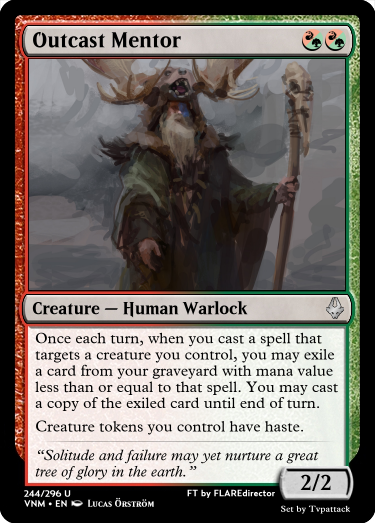 Outcast Mentor
Creature — Human Warlock
Once each turn, when you cast a spell that
targets a creature you control, you may exile
a card from your graveyard with mana value
less than or equal to that spell. You may cast
a copy of the exiled card until end of turn.
Creature tokens you control have haste.
“Solitude and failure may yet nurture a great
tree of glory in the earth.”
2/2
244/296 U
FT by FLAREdirector
VNM • EN Lucas Örström
Set by Tvpattack